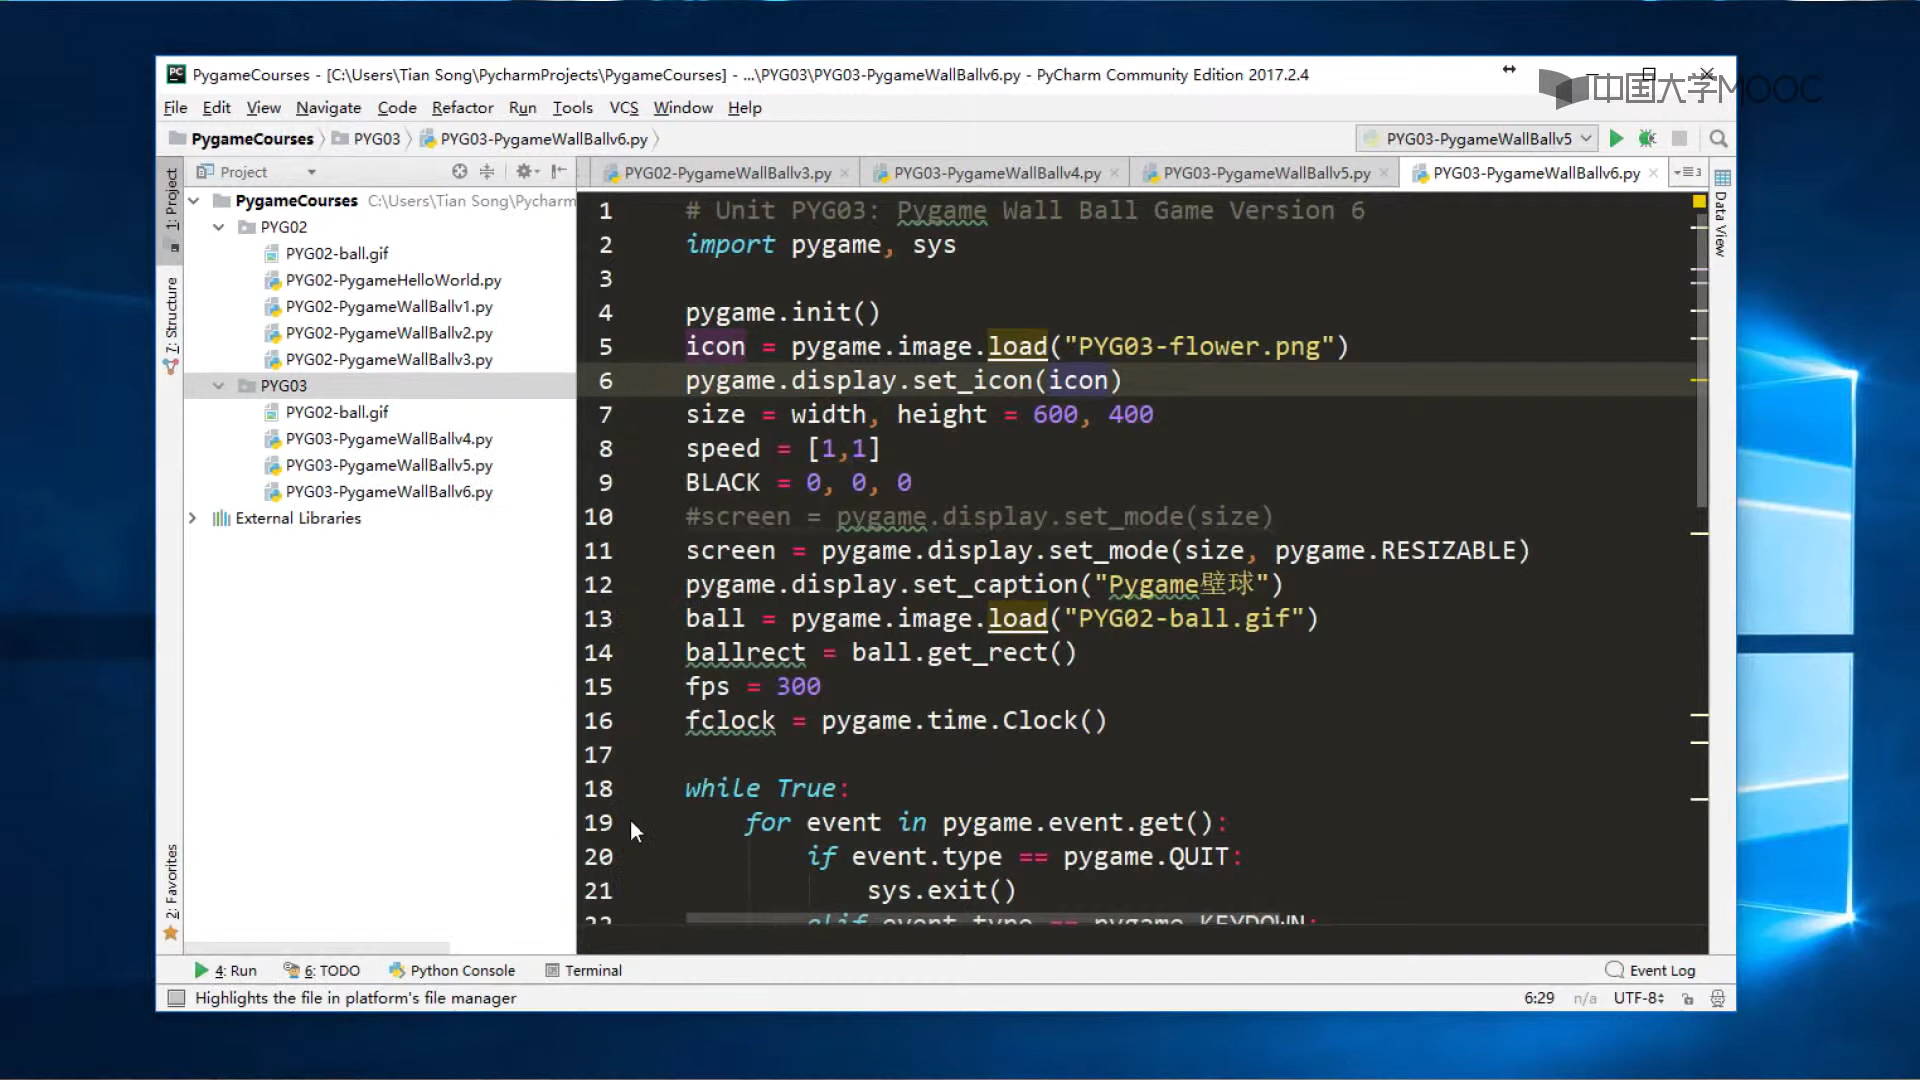 PygameCourses - [C:\Users\Tian Song\PycharmProjects\PygameCourses] - ...\PYG03\PYG03-PygameWallBallv6.py - PyCharm Community Edition 2017.2.4
中国大学MOOC
File Edit View Navigate Code Refactor Run Tools VCS Window Help
PygameCourses PYG03 PYG03-PygameWallBallv6.py
PYG03-PygameWallBallv5
Project
PYG02-PygameWallBallv3.py PYG03-PygameWallBallv4.py PYG03-PygameWallBallv5.py PYG03-PygameWallBallv6.py
1: Project
7: Structure
2: Favorites
Data View
PygameCourses C:\Users\Tian Song\Pycharm
PYG02
PYG02-ball.gif
PYG02-PygameHelloWorld.py
PYG02-PygameWallBallv1.py
PYG02-PygameWallBallv2.py
PYG02-PygameWallBallv3.py
PYG03
PYG02-ball.gif
PYG03-PygameWallBallv4.py
PYG03-PygameWallBallv5.py
PYG03-PygameWallBallv6.py
External Libraries
1 # Unit PYG03: Pygame Wall Ball Game Version 6
2 import pygame, sys
3
4 pygame.init()
5 icon = pygame.image.load("PYG03-flower.png")
6 pygame.display.set_icon(icon)
7 size = width, height = 600, 400
8 speed = [1,1]
9 BLACK = 0, 0, 0
10 #screen = pygame.display.set_mode(size)
11 screen = pygame.display.set_mode(size, pygame.RESIZABLE)
12 pygame.display.set_caption("Pygame壁球")
13 ball = pygame.image.load("PYG02-ball.gif")
14 ballrect = ball.get_rect()
15 fps = 300
16 fclock = pygame.time.Clock()
17
18 while True:
19 for event in pygame.event.get():
20 if event.type == pygame.QUIT:
21 sys.exit()
22 elif event.type == pygame.KEYDOWN:
4: Run 6: TODO Python Console Terminal Event Log
Highlights the file in platform's file manager 6:29 n/a UTF-8